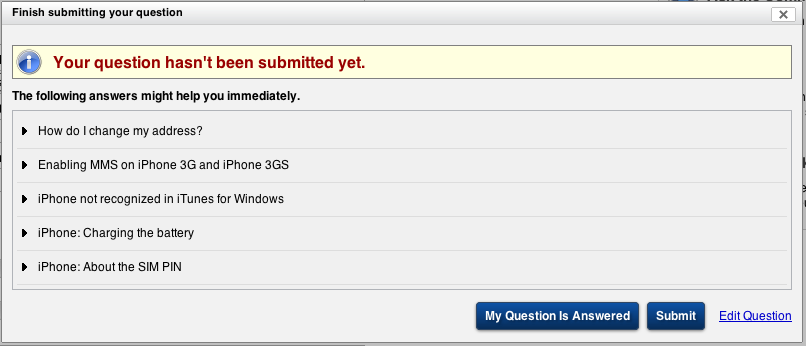 Finish submitting your question
Your question hasn't been submitted yet.
The following answers might help you immediately.
How do I change my address?
Enabling MMS on iPhone 3G and iPhone 3GS
iPhone not recognized in iTunes for Windows
iPhone: Charging the battery
iPhone: About the SIM PIN
My Question Is Answered
Submit
Edit Question